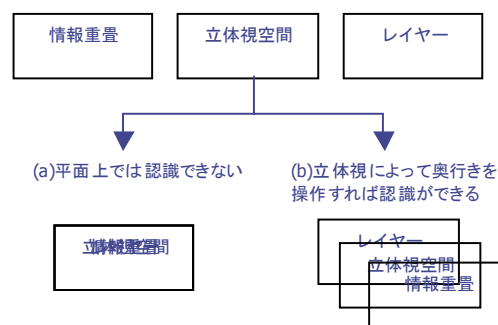 情報重畳
立体視空間
レイヤー
(a)平面上では認識できない
(b)立体視によって奥行きを
操作すれば認識ができる
レイヤー
立体視空間
情報重畳